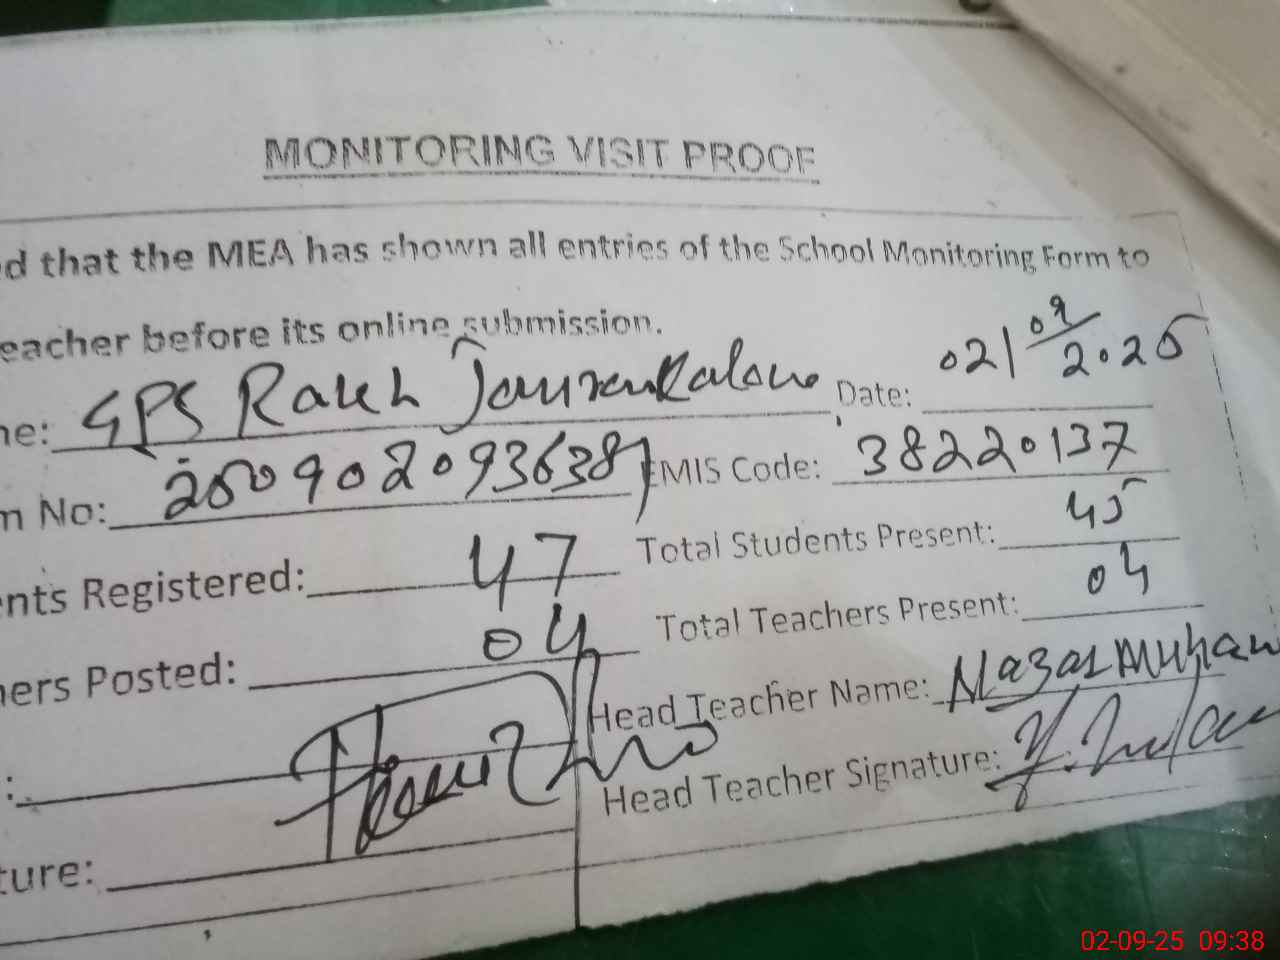 MONITORING VISIT PROOF
d that the MEA has shown all entries of the School Monitoring Form to
eacher before its online submission.
ne: GPS Rakh Date: 02/09/2025
m No: EMIS Code: 38220137
nts Registered: 47 Total Students Present: 45
ers Posted: 04 Total Teachers Present: 04
: Head Teacher Name: Nazar Muham
ture: Head Teacher Signature:
02-09-25 09:38